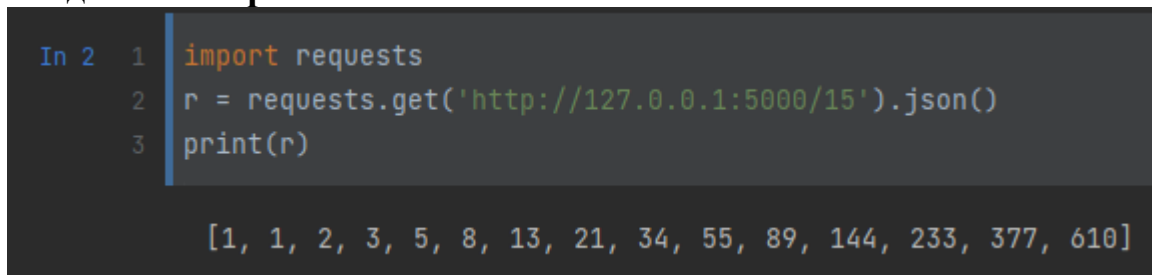 In 2 1 import requests
2 r = requests.get('http://127.0.0.1:5000/15').json()
3 print(r)
[1, 1, 2, 3, 5, 8, 13, 21, 34, 55, 89, 144, 233, 377, 610]